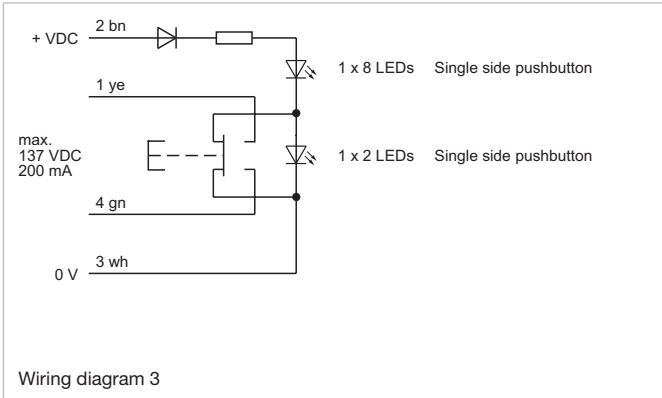 2 bn
+ VDC
1 x 8 LEDs Single side pushbutton
1 ye
max.
137 VDC
200 mA
1 x 2 LEDs Single side pushbutton
4 gn
3 wh
0 V
Wiring diagram 3